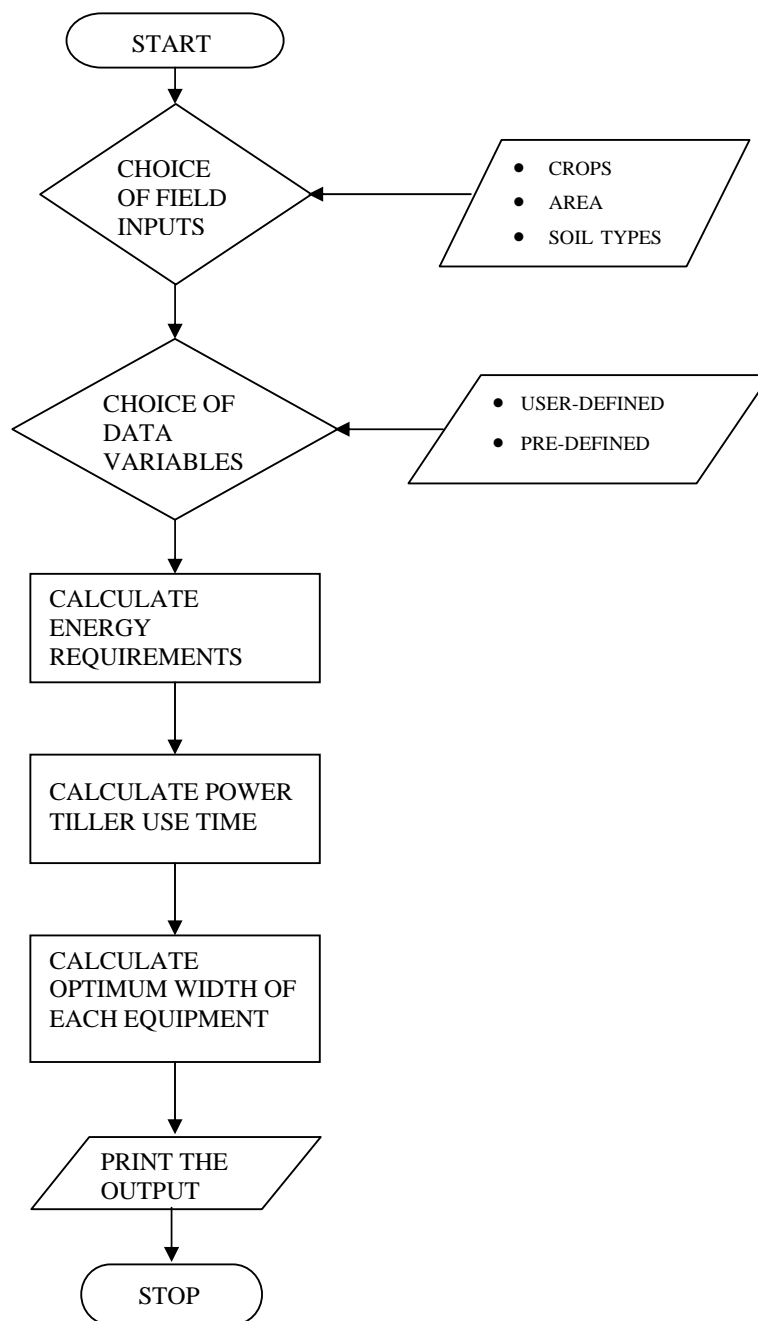 START
CHOICE
OF FIELD
INPUTS
• CROPS
• AREA
• SOIL TYPES
CHOICE OF
DATA
VARIABLES
• USER-DEFINED
• PRE-DEFINED
CALCULATE
ENERGY
REQUIREMENTS
CALCULATE POWER
TILLER USE TIME
CALCULATE
OPTIMUM WIDTH OF
EACH EQUIPMENT
PRINT THE
OUTPUT
STOP